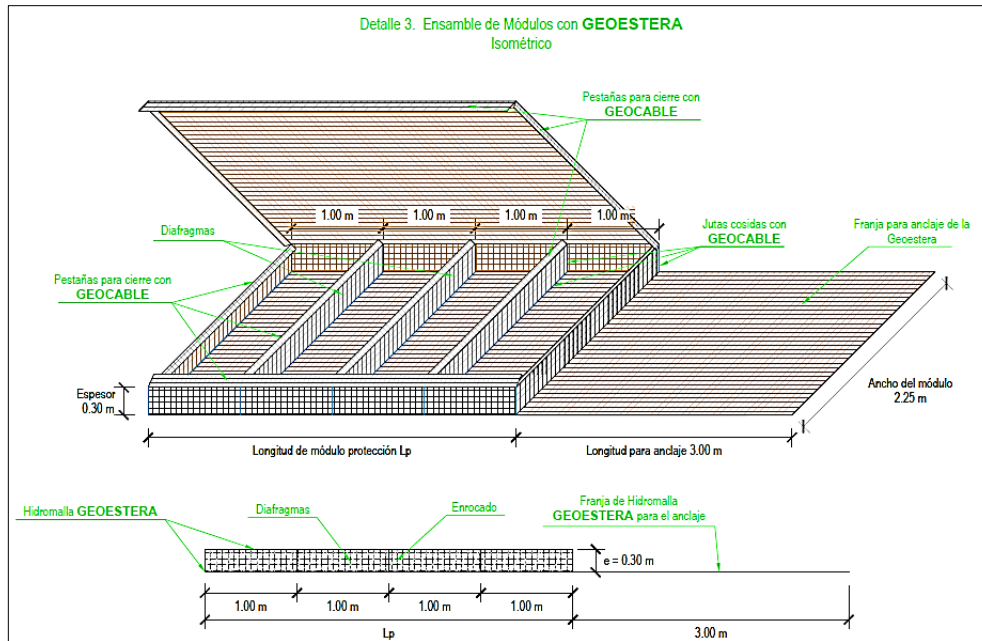 Detalle 3. Ensamble de Módulos con GEOESTERA
Isométrico
Pestañas para cierre con
GEOCABLE
1.00 m
1.00 m
1.00 m
1.00 m
Diafragmas
Jutas cosidas con
GEOCABLE
Franja para anclaje de la
Geoestera
Pestañas para cierre con
GEOCABLE
Espesor
0.30 m
Ancho del módulo
2.25 m
Longitud de módulo protección Lp
Longitud para anclaje 3.00 m
Hidromalla GEOESTERA
Diafragmas
Enrocado
Franja de Hidromalla
GEOESTERA para el anclaje
e = 0.30 m
1.00 m
1.00 m
1.00 m
1.00 m
Lp
3.00 m